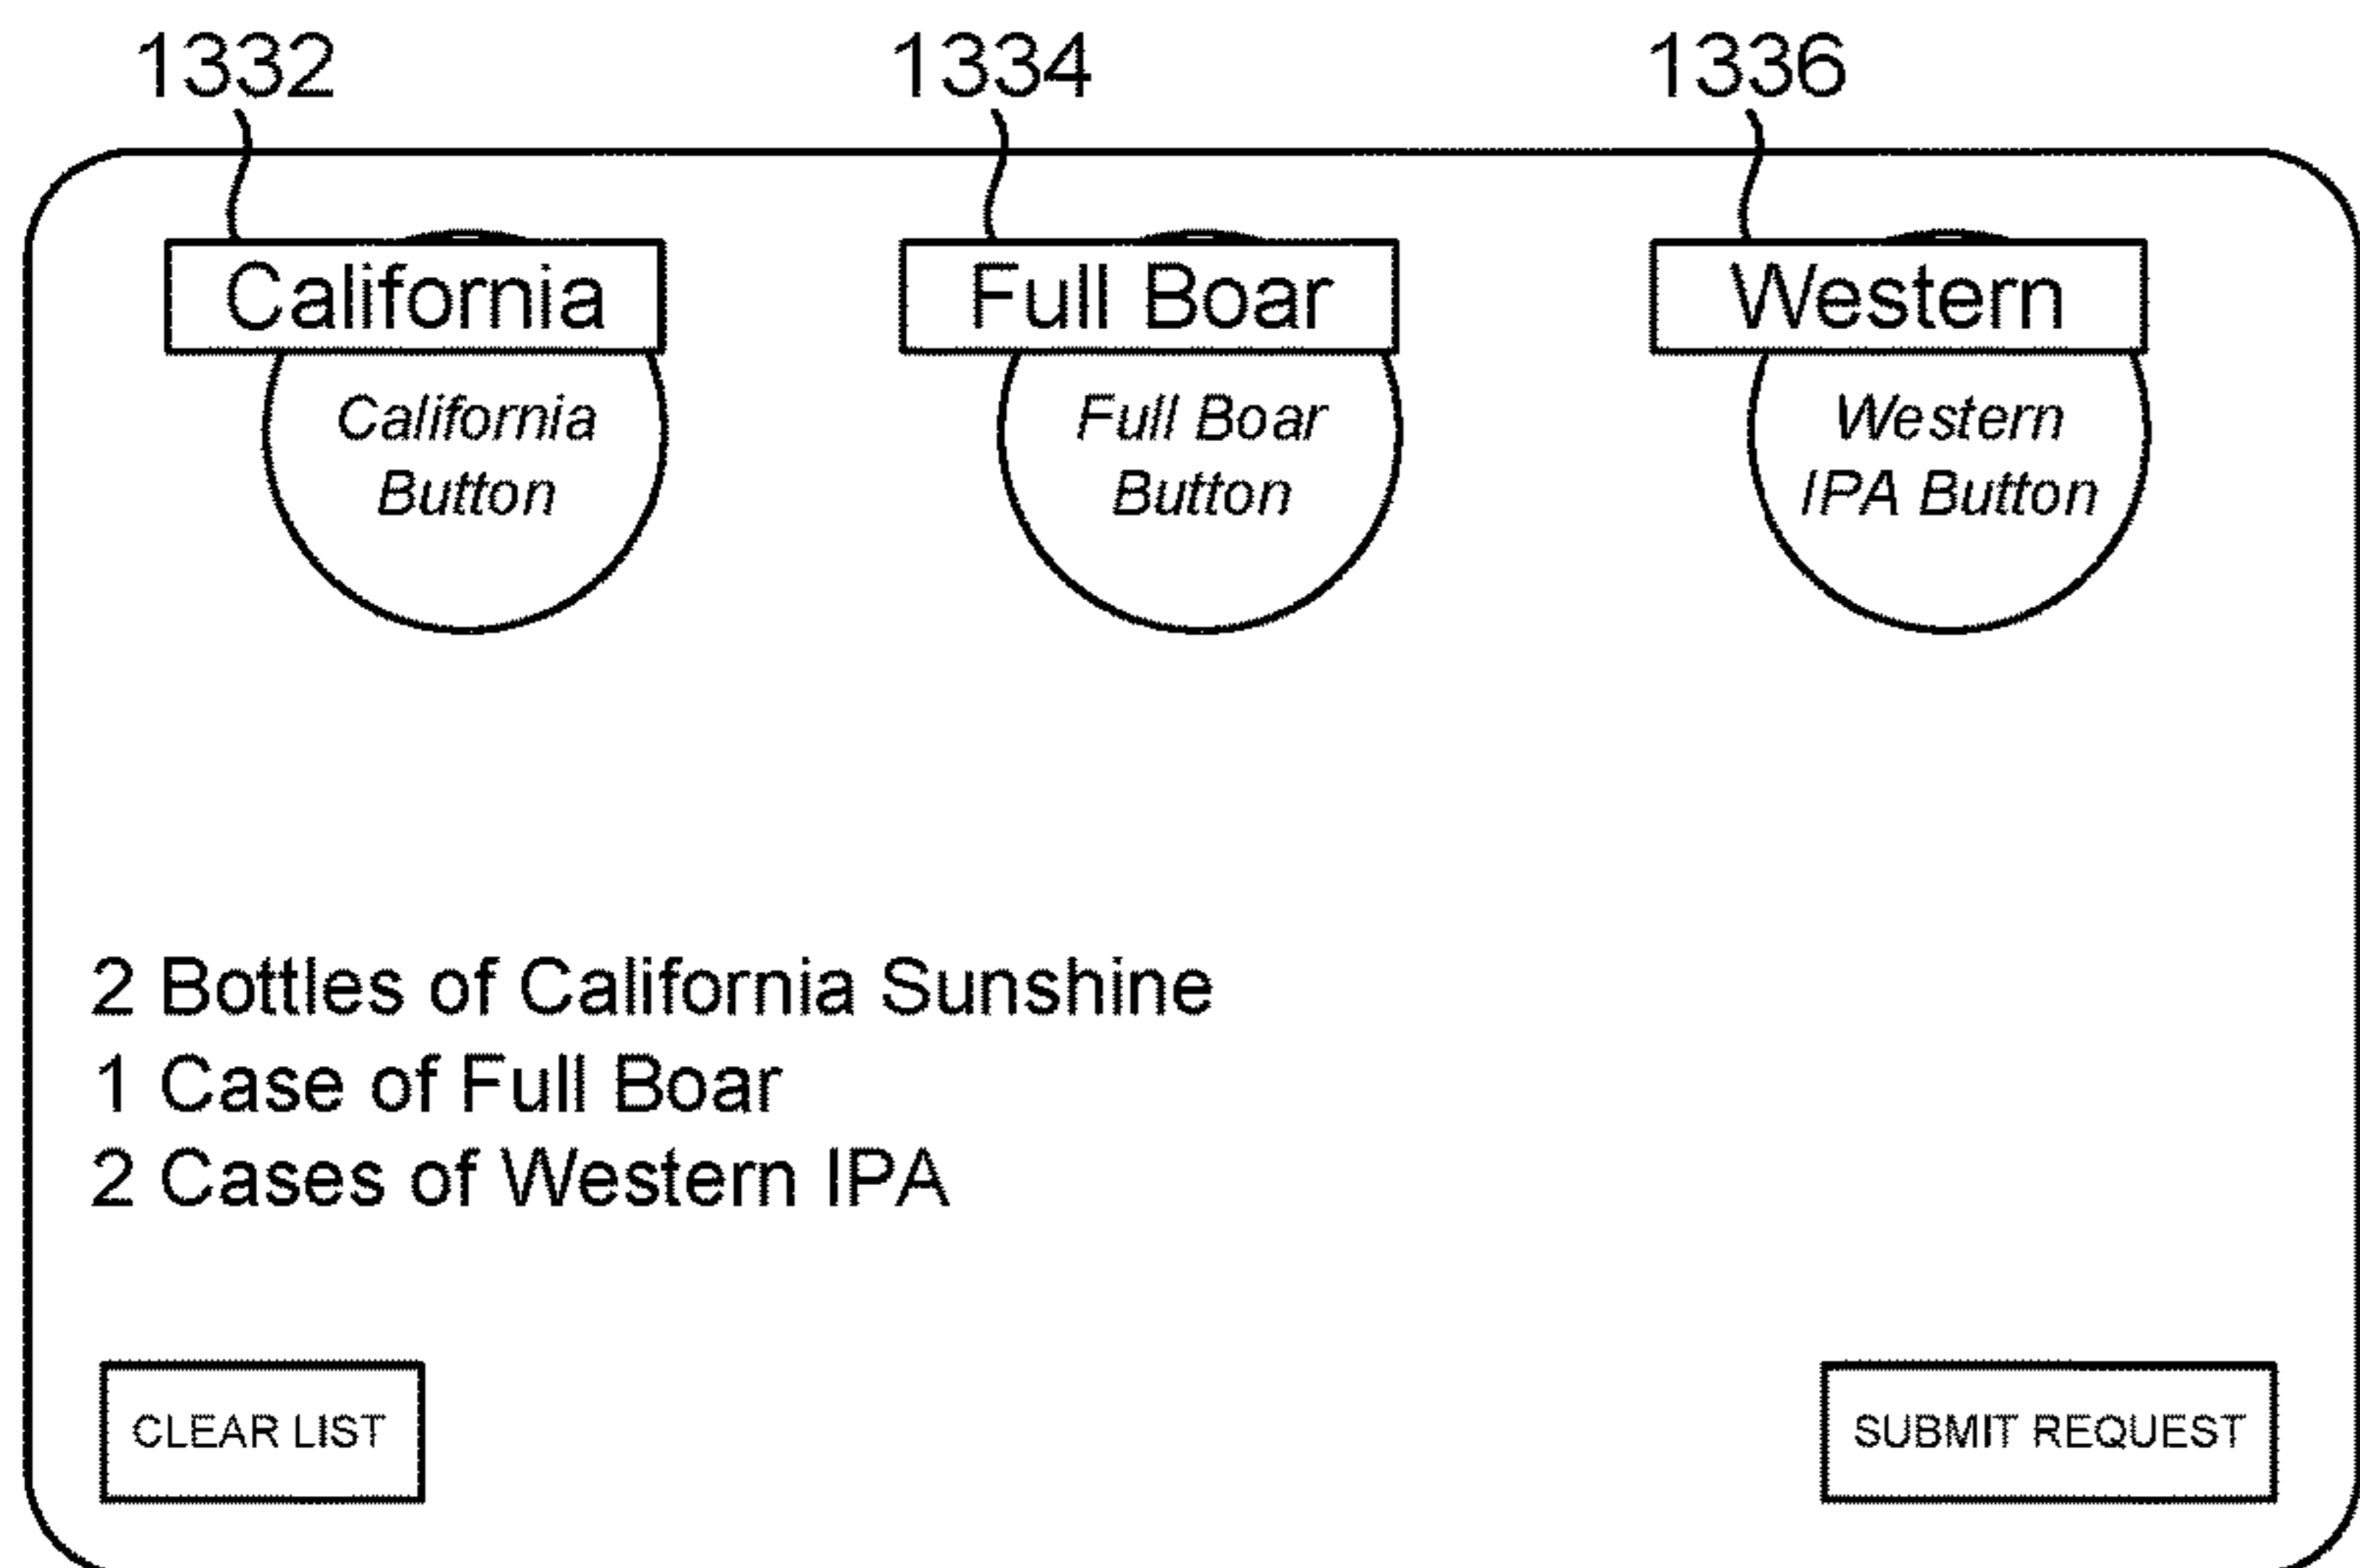 1332 1334 1336
California Full Boar Western
California Full Boar Western
Button Button IPA Button
2 Bottles of California Sunshine
1 Case of Full Boar
2 Cases of Western IPA
CLEAR LIST SUBMIT REQUEST